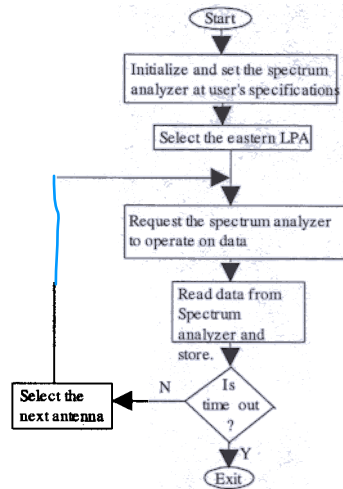 Start
Initialize and set the spectrum
analyzer at user's specifications
Select the eastern LPA
Request the spectrum analyzer
to operate on data
Read data from
Spectrum
analyzer and
store.
N
Is
time out
?
Select the
next antenna
Y
Exit